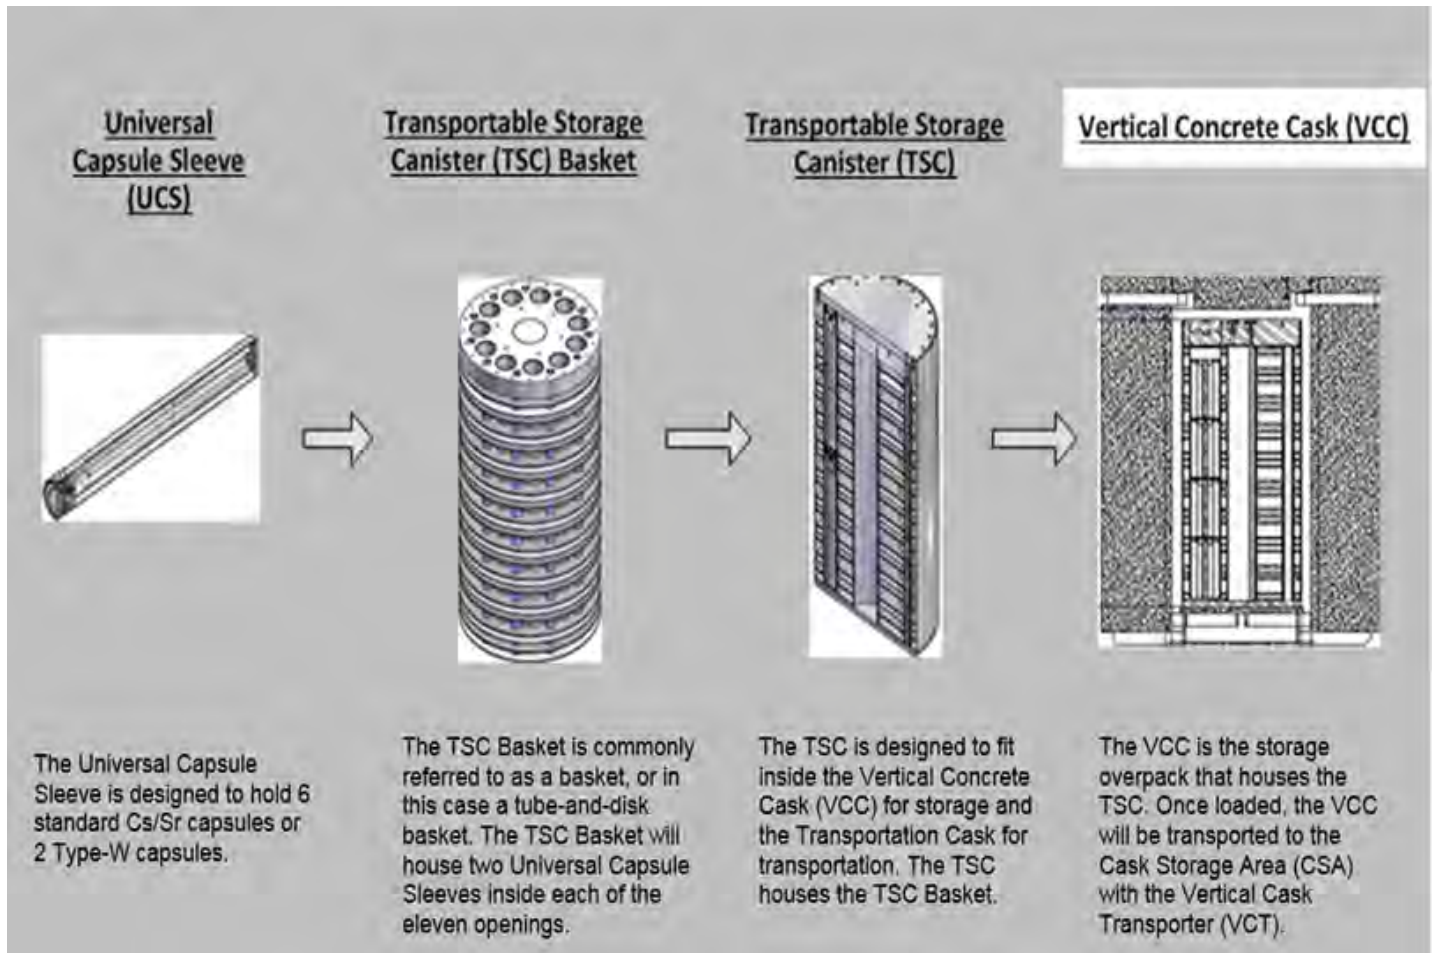 Universal
Capsule Sleeve
(UCS)
Transportable Storage
Canister (TSC) Basket
Transportable Storage
Canister (TSC)
Vertical Concrete Cask (VCC)
The Universal Capsule
Sleeve is designed to hold 6
standard Cs/Sr capsules or
2 Type-W capsules.
The TSC Basket is commonly
referred to as a basket, or in
this case a tube-and-disk
basket. The TSC Basket will
house two Universal Capsule
Sleeves inside each of the
eleven openings.
The TSC is designed to fit
inside the Vertical Concrete
Cask (VCC) for storage and
the Transportation Cask for
transportation. The TSC
houses the TSC Basket.
The VCC is the storage
overpack that houses the
TSC. Once loaded, the VCC
will be transported to the
Cask Storage Area (CSA)
with the Vertical Cask
Transporter (VCT).